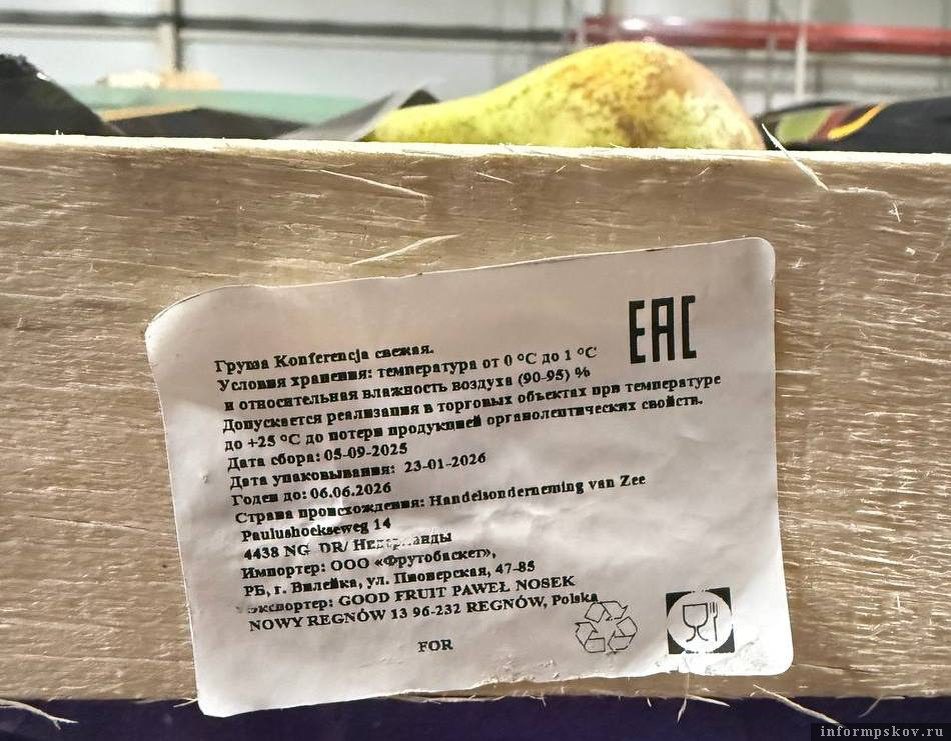 EAC
Груша Konferencja свежая.
Условия хранения: температура от 0 °C до 1 °C
и относительная влажность воздуха (90-95) %
Допускается реализация в торговых объектах при температуре
до +25 °C до потери продукцией органолептических свойств.
Дата сбора: 05-09-2025
Дата упаковывания: 23-01-2026
Годен до: 06.06.2026
Страна происхождения: Handelsonderneming van Zee
Paulushoekseweg 14
4438 NG DR/ Нидерланды
Импортер: ООО «Фрутобаскет»,
РБ, г. Вилейка, ул. Пионерская, 47-85
Экспортер: GOOD FRUIT PAWEŁ NOSEK
NOWY REGNÓW 13 96-232 REGNÓW, Polska
FOR
informpskov.ru